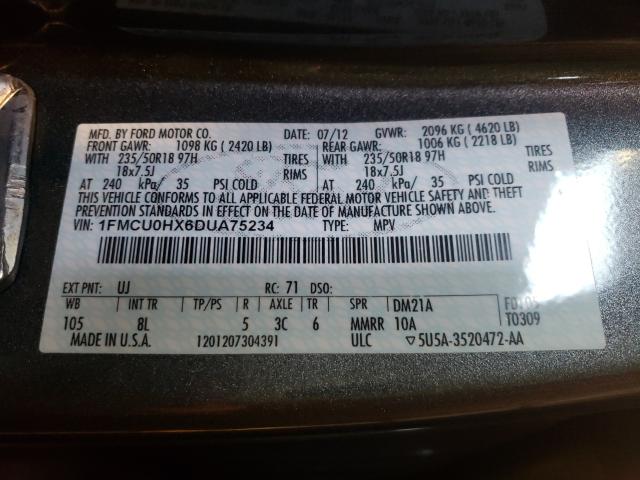 MFD. BY FORD MOTOR CO. DATE: 07/12 GVWR: 2096 KG ( 4620 LB)
FRONT GAWR: 1098 KG ( 2420 LB) REAR GAWR: 1006 KG ( 2218 LB)
WITH 235/50R18 97H TIRES WITH 235/50R18 97H TIRES
18x7.5J RIMS 18x7.5J RIMS
AT 240 kPa/ 35 PSI COLD AT 240 kPa/ 35 PSI COLD
THIS VEHICLE CONFORMS TO ALL APPLICABLE FEDERAL MOTOR VEHICLE SAFETY AND THEFT
PREVENTION STANDARDS IN EFFECT ON THE DATE OF MANUFACTURE SHOWN ABOVE.
VIN: 1FMCU0HX6DUA75234 TYPE: MPV
EXT PNT: UJ RC: 71 DSO:
WB INT TR TP/PS R AXLE TR SPR DM21A
105 8L 5 3C 6 MMRR 10A T0309
MADE IN U.S.A. 1201207304391 ULC ▽5U5A-3520472-AA